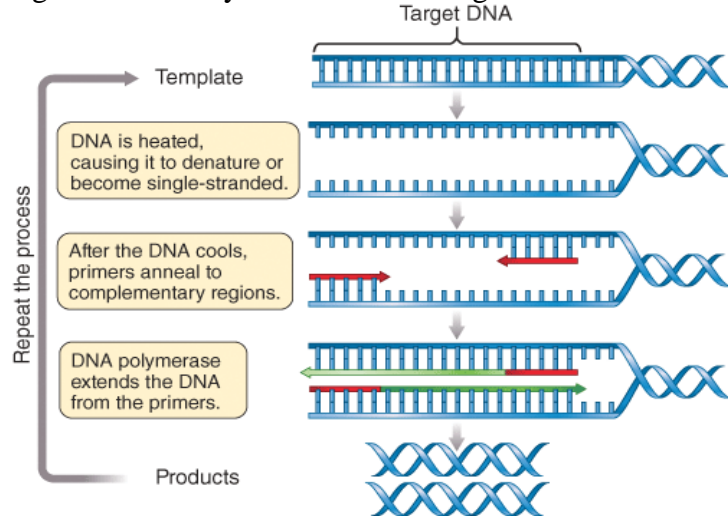 Target DNA
Template
DNA is heated,
causing it to denature or
become single-stranded.
After the DNA cools,
primers anneal to
complementary regions.
DNA polymerase
extends the DNA
from the primers.
Products
Repeat the process